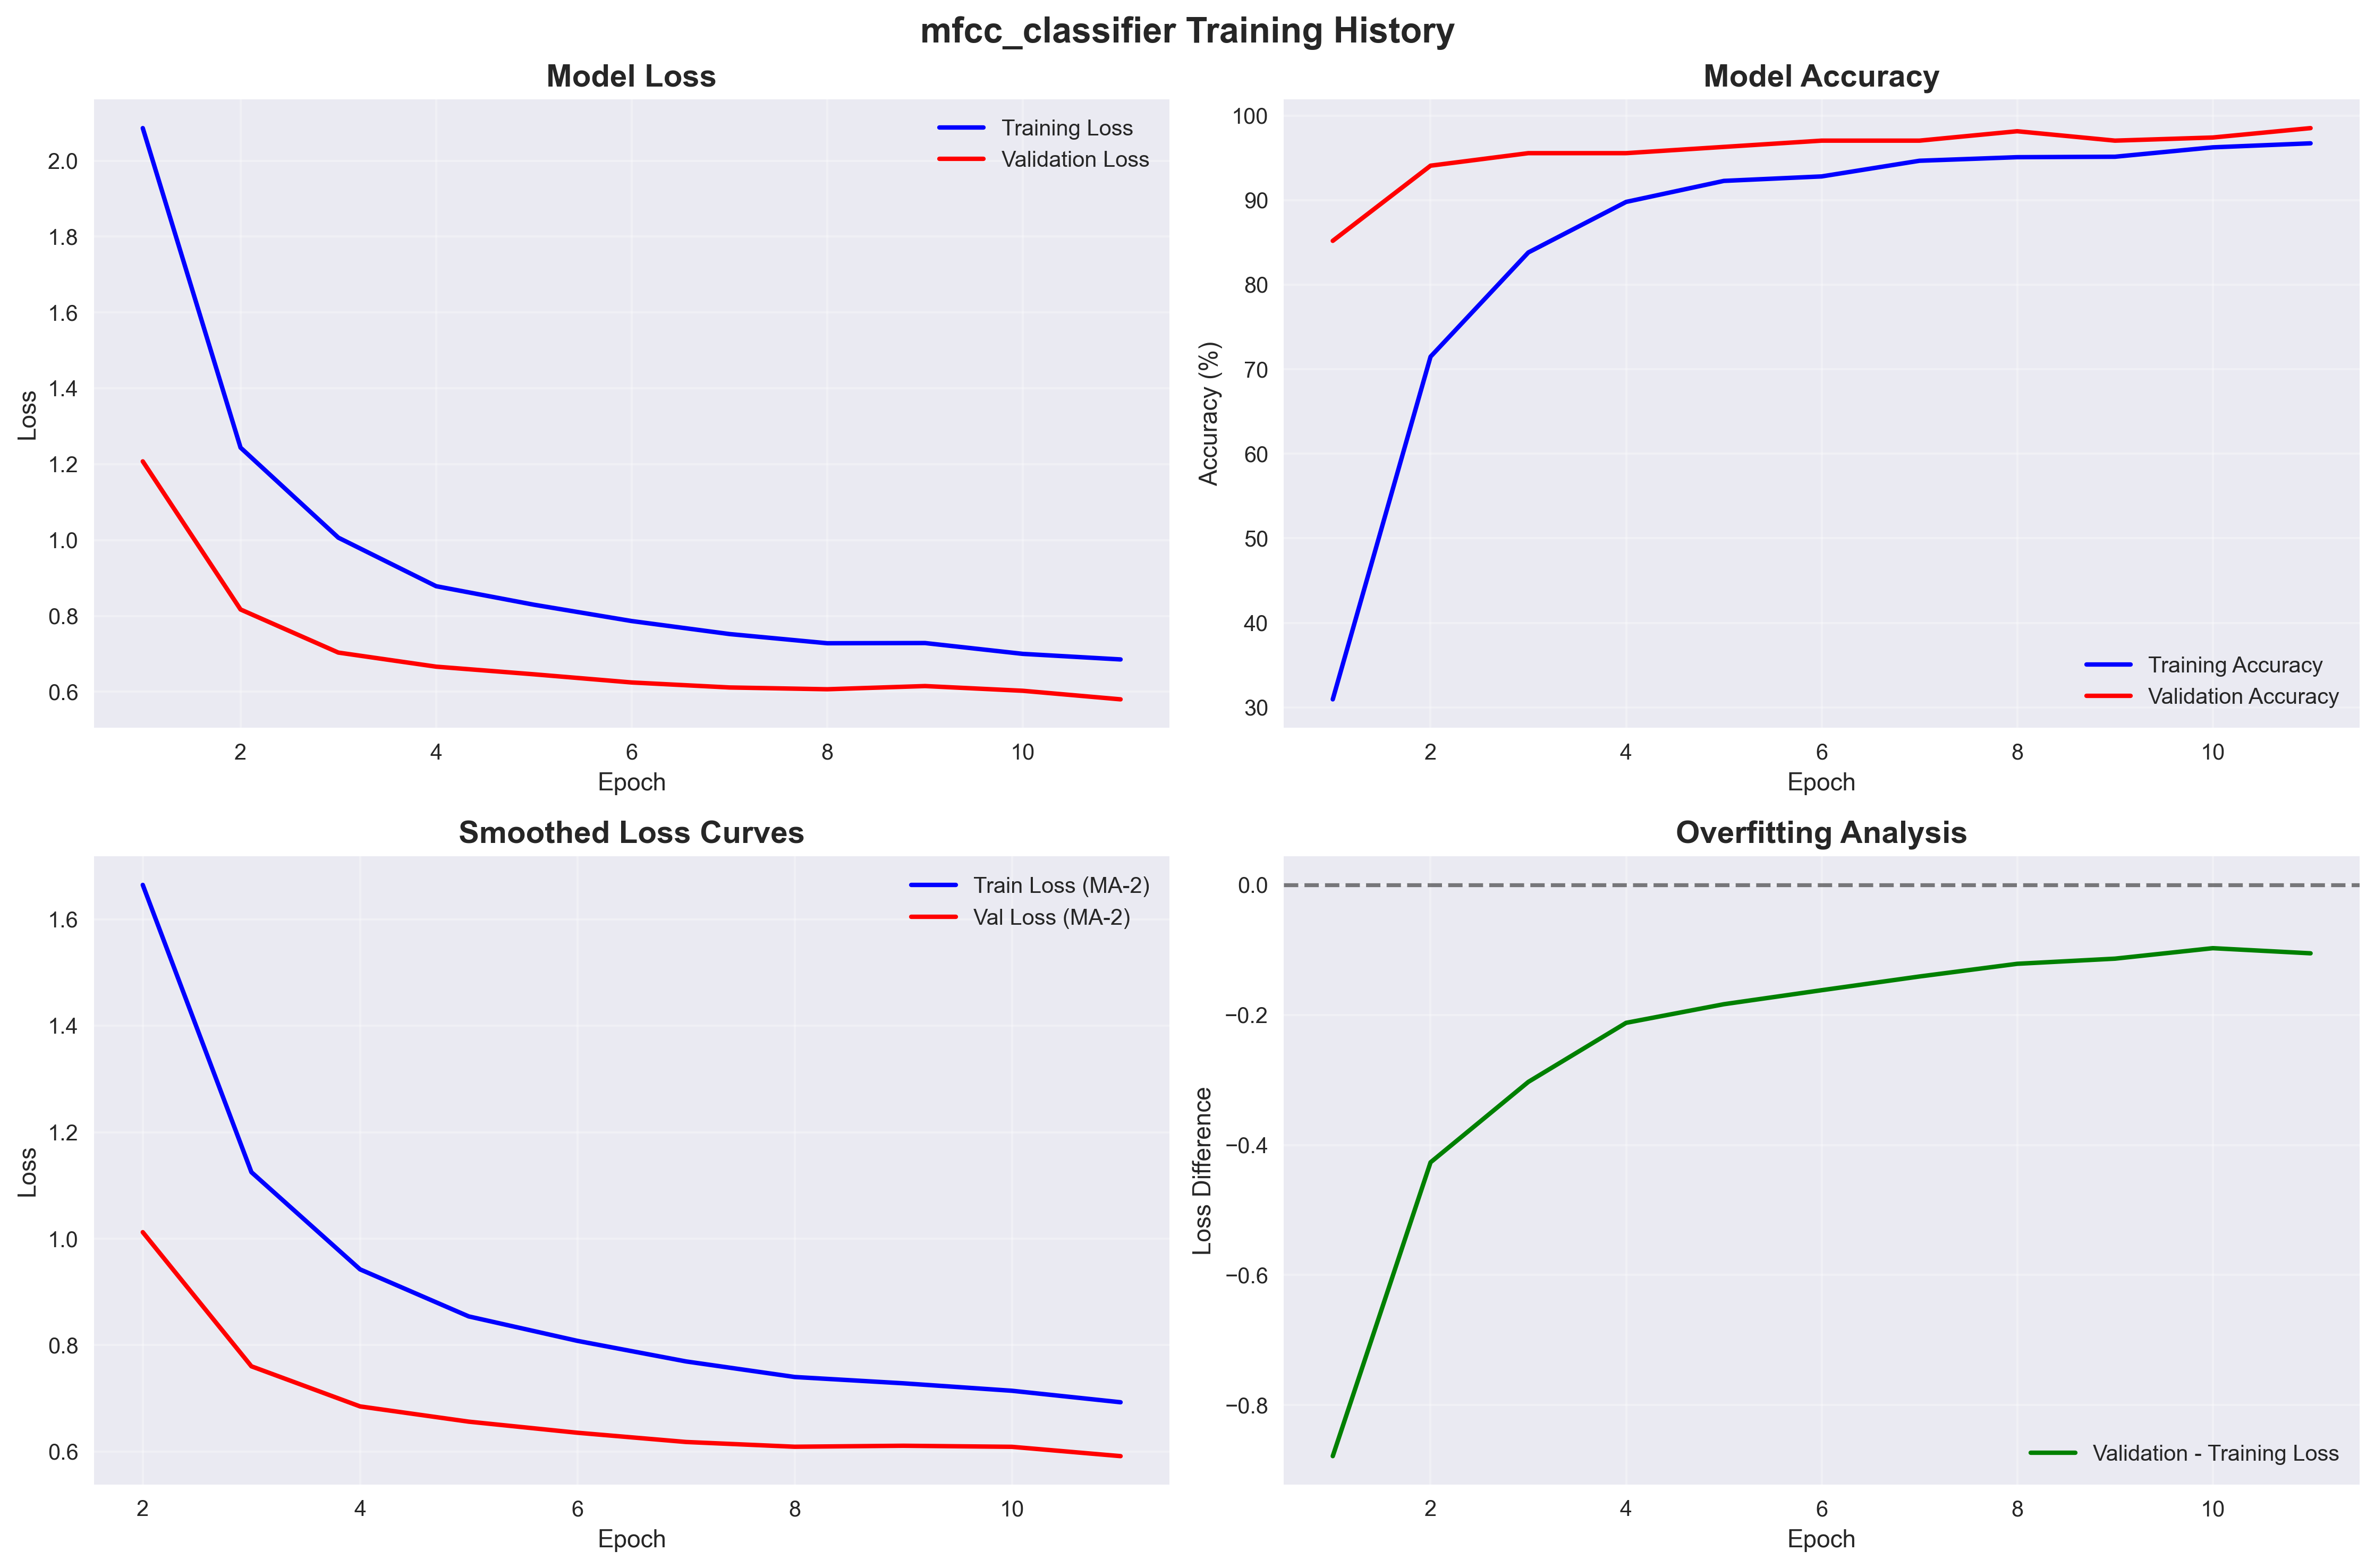 mfcc_classifier Training History
Model Loss
Training Loss
Validation Loss
Loss
2.0
1.8
1.6
1.4
1.2
1.0
0.8
0.6
2 4 6 8 10
Epoch
Model Accuracy
Accuracy (%)
100
90
80
70
60
50
40
30
Training Accuracy
Validation Accuracy
2 4 6 8 10
Epoch
Smoothed Loss Curves
Train Loss (MA-2)
Val Loss (MA-2)
Loss
1.6
1.4
1.2
1.0
0.8
0.6
2 4 6 8 10
Epoch
Overfitting Analysis
Loss Difference
0.0
−0.2
−0.4
−0.6
−0.8
Validation - Training Loss
2 4 6 8 10
Epoch